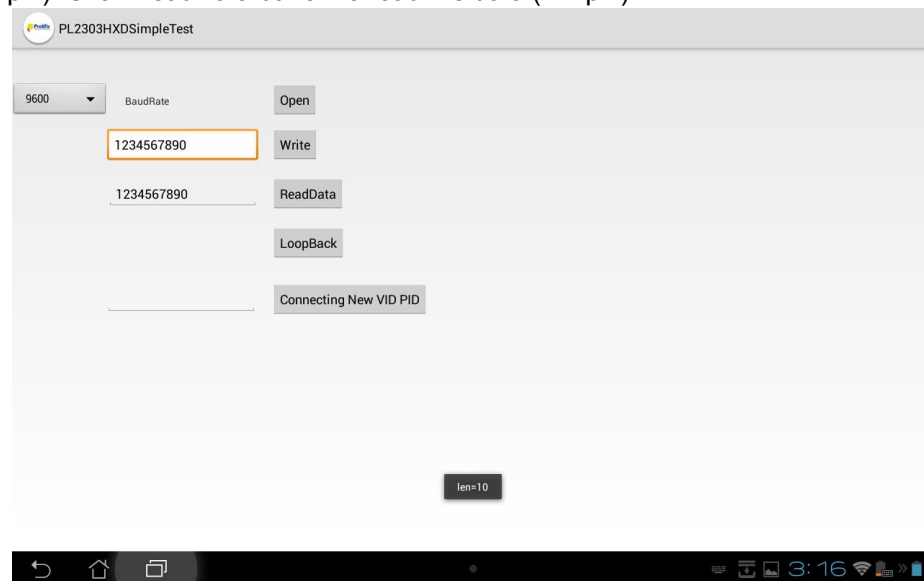 PL2303HXDSimpleTest
9600 BaudRate Open
1234567890 Write
1234567890 ReadData
LoopBack
Connecting New VID PID
len=10
3:16